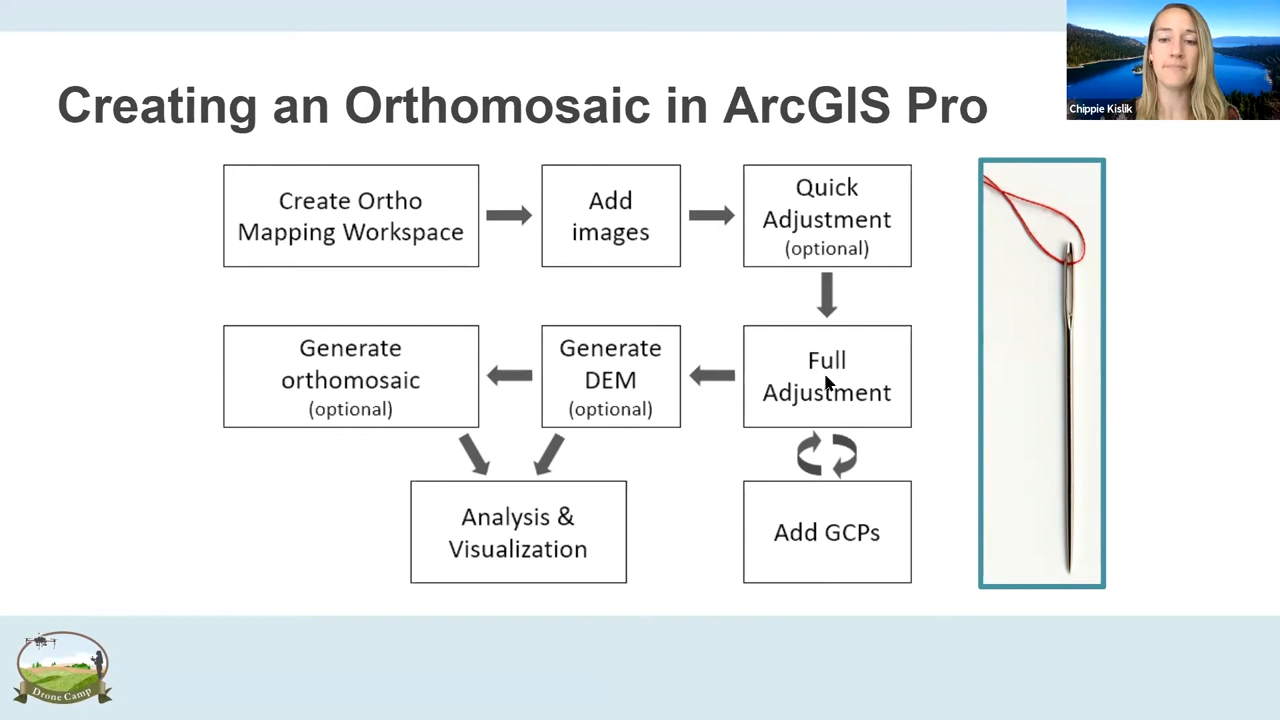 Creating an Orthomosaic in ArcGIS Pro
Chippie Kislik
Create Ortho
Mapping Workspace
Add
images
Quick
Adjustment
(optional)
Full
Adjustment
Generate
DEM
(optional)
Generate
orthomosaic
(optional)
Add GCPs
Analysis &
Visualization
Drone Camp